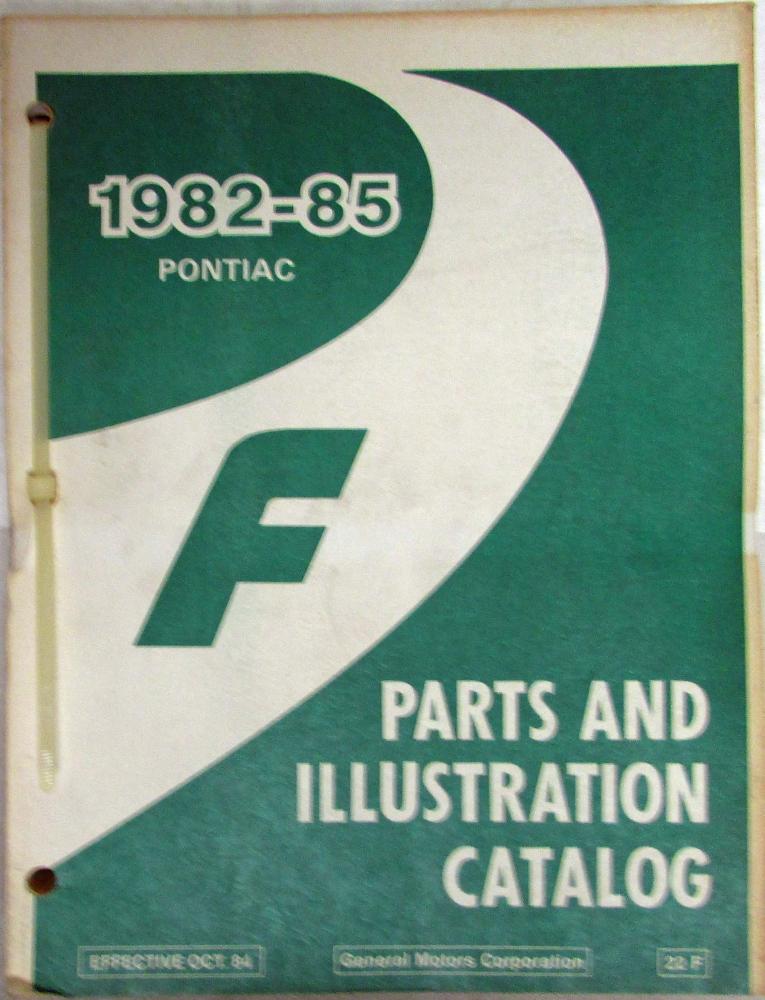 1982-85
PONTIAC
F
PARTS AND
ILLUSTRATION
CATALOG
EFFECTIVE OCT. 84
General Motors Corporation
22 F